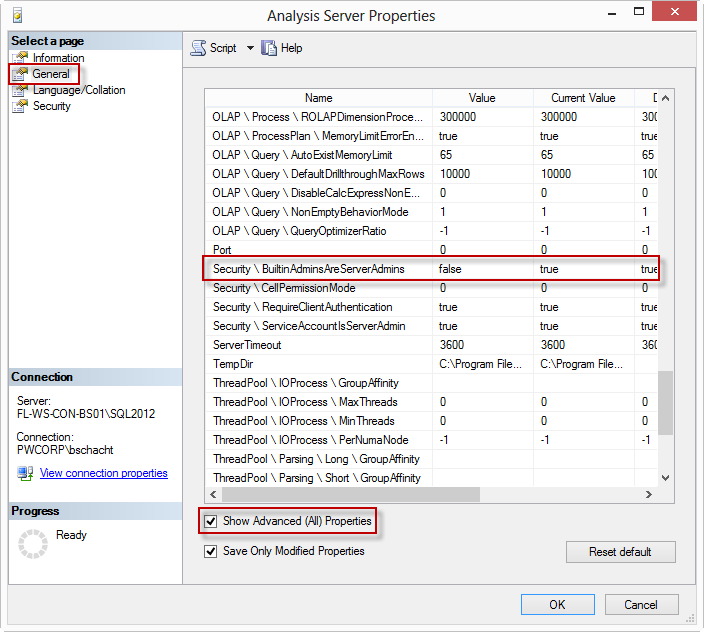 Analysis Server Properties
Select a page
Information
General
Language/Collation
Security
Script Help
Name Value Current Value D
OLAP \ Process \ ROLAPDimensionProce... 300000 300000 300
OLAP \ ProcessPlan \ MemoryLimitErrorEn... true true true
OLAP \ Query \ AutoExistMemoryLimit 65 65 65
OLAP \ Query \ DefaultDrillthroughMaxRows 10000 10000 100
OLAP \ Query \ DisableCalcExpressNonE... 0 0 0
OLAP \ Query \ NonEmptyBehaviorMode 1 1 1
OLAP \ Query \ QueryOptimizerRatio -1 -1 -1
Port 0 0 0
Security \ BuiltinAdminsAreServerAdmins false true true
Security \ CellPermissionMode 0 0 0
Security \ RequireClientAuthentication true true true
Security \ ServiceAccountIsServerAdmin true true true
ServerTimeout 3600 3600 360
TempDir C:\Program File... C:\Program File... C:\
ThreadPool \ IOProcess \ GroupAffinity
ThreadPool \ IOProcess \ MaxThreads 0 0 0
ThreadPool \ IOProcess \ MinThreads 0 0 0
ThreadPool \ IOProcess \ PerNumaNode -1 -1 -1
ThreadPool \ Parsing \ Long \ GroupAffinity
ThreadPool \ Parsing \ Short \ GroupAffinity
Connection
Server:
FL-WS-CON-BS01\SQL2012
Connection:
PWCORP\bschacht
View connection properties
Progress
Ready
Show Advanced (All) Properties
Save Only Modified Properties
Reset default
OK Cancel